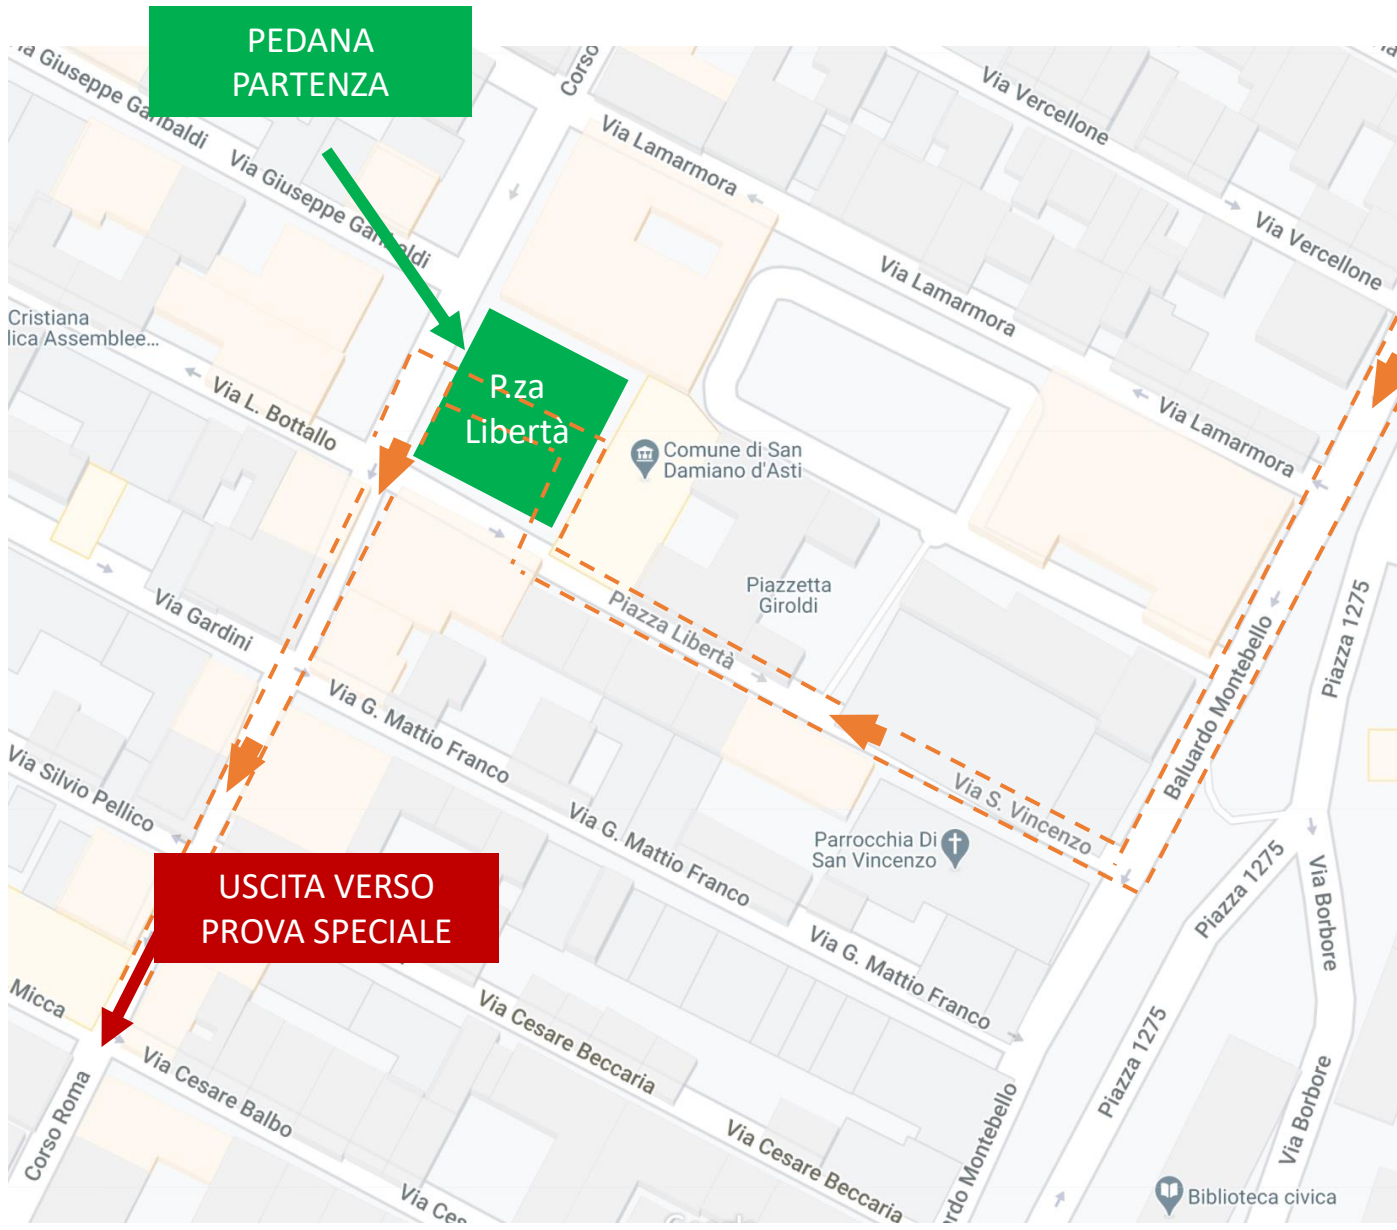 PEDANA
PARTENZA
Corso
Via Giuseppe Garibaldi
Via Giuseppe Garibaldi
Via Lamarmora
Via Vercellone
Via Vercellone
Via Lamarmora
Via Lamarmora
Cristiana
lica Assemblee...
Via L. Bottallo
P.za
Libertà
Comune di San
Damiano d'Asti
Piazzetta
Giroldi
Via Gardini
Piazza Libertà
Piazza 1275
Baluardo Montebello
Via G. Mattio Franco
Via Silvio Pellico
Via S. Vincenzo
Parrocchia Di
San Vincenzo
Via G. Mattio Franco
Piazza 1275
Via Borbore
USCITA VERSO
PROVA SPECIALE
Via G. Mattio Franco
Micca
Via Cesare Beccaria
Piazza 1275
Via Cesare Balbo
Corso Roma
Via Borbore
Via Cesare Beccaria
ardo Montebello
Via Ces
Biblioteca civica